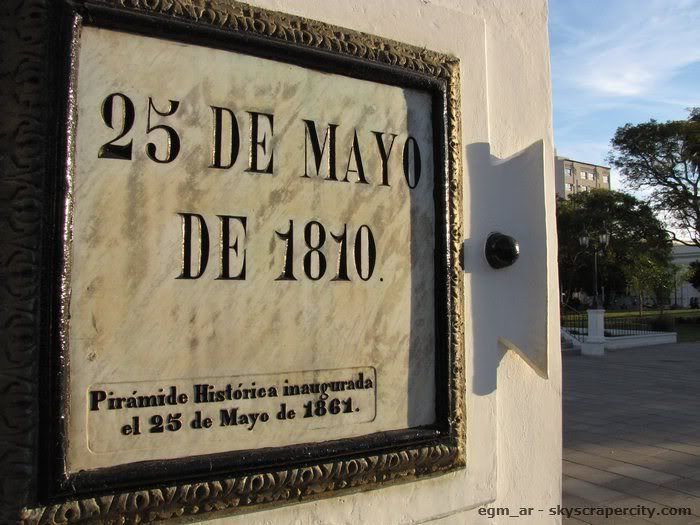 25 DE MAYO
DE 1810.
Pirámide Histórica inaugurada
el 25 de Mayo de 1861.
egm_ar - skyscrapercity.com